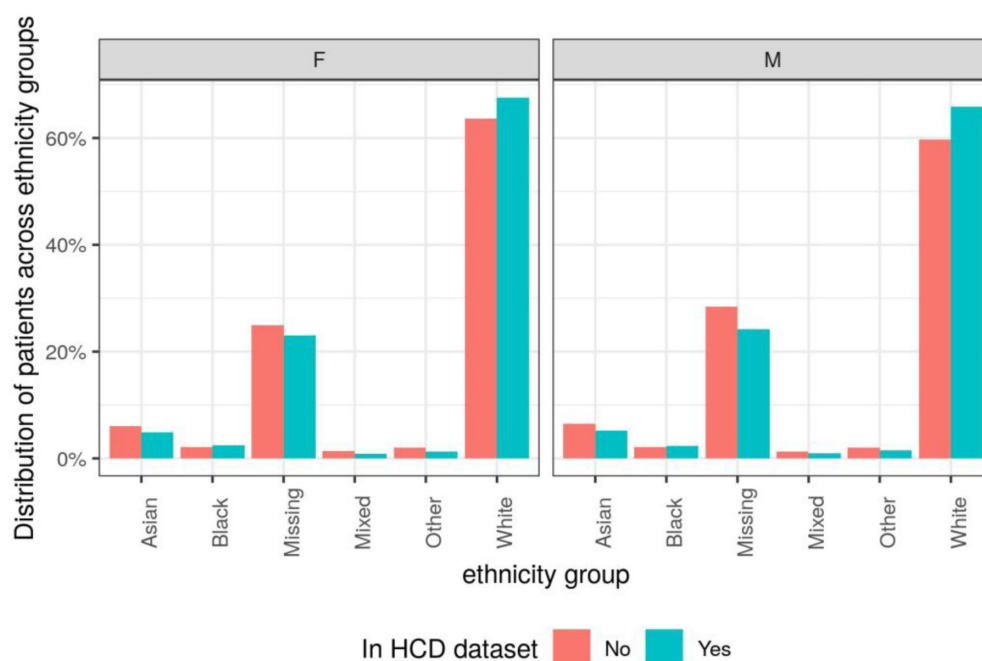 Distribution of patients across ethnicity groups
F
M
60%
40%
20%
0%
Asian
Black
Missing
Mixed
Other
White
Asian
Black
Missing
Mixed
Other
White
ethnicity group
In HCD dataset No Yes